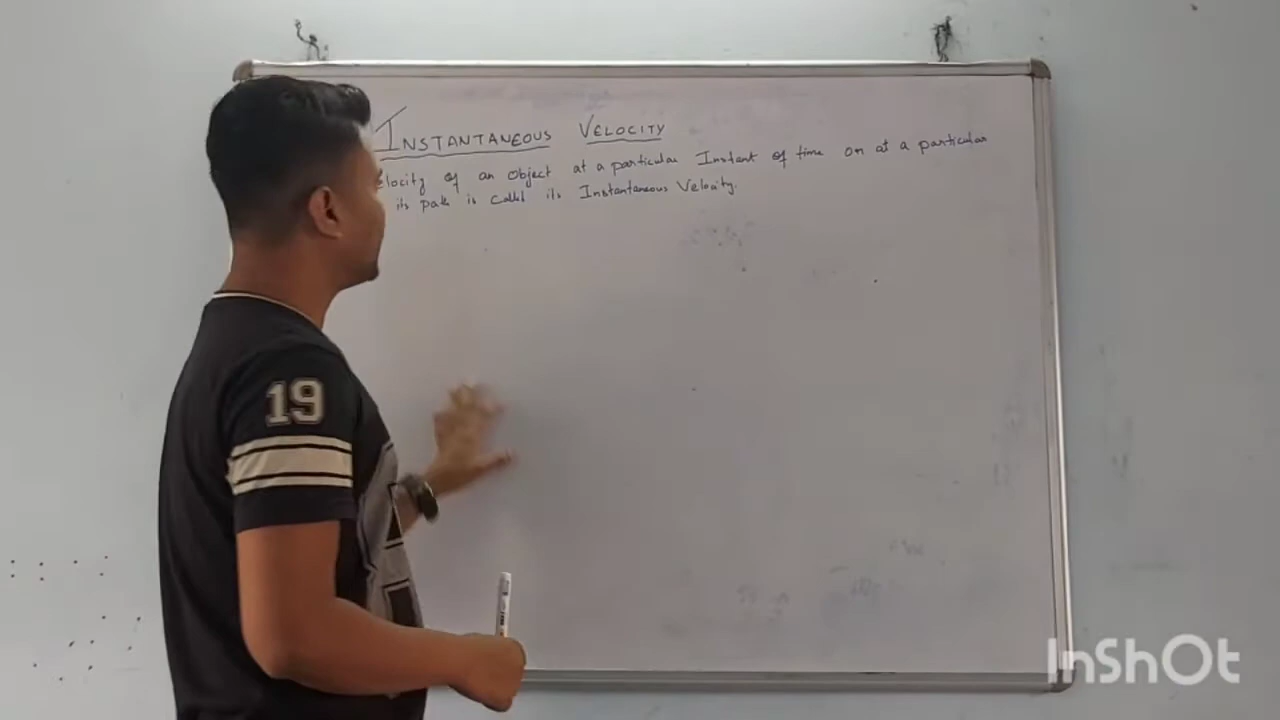 INSTANTANEOUS VELOCITY
elocity of an object at a particular Instant of time or at a particular
its path is called its Instantaneous Velocity.
19
InShOt